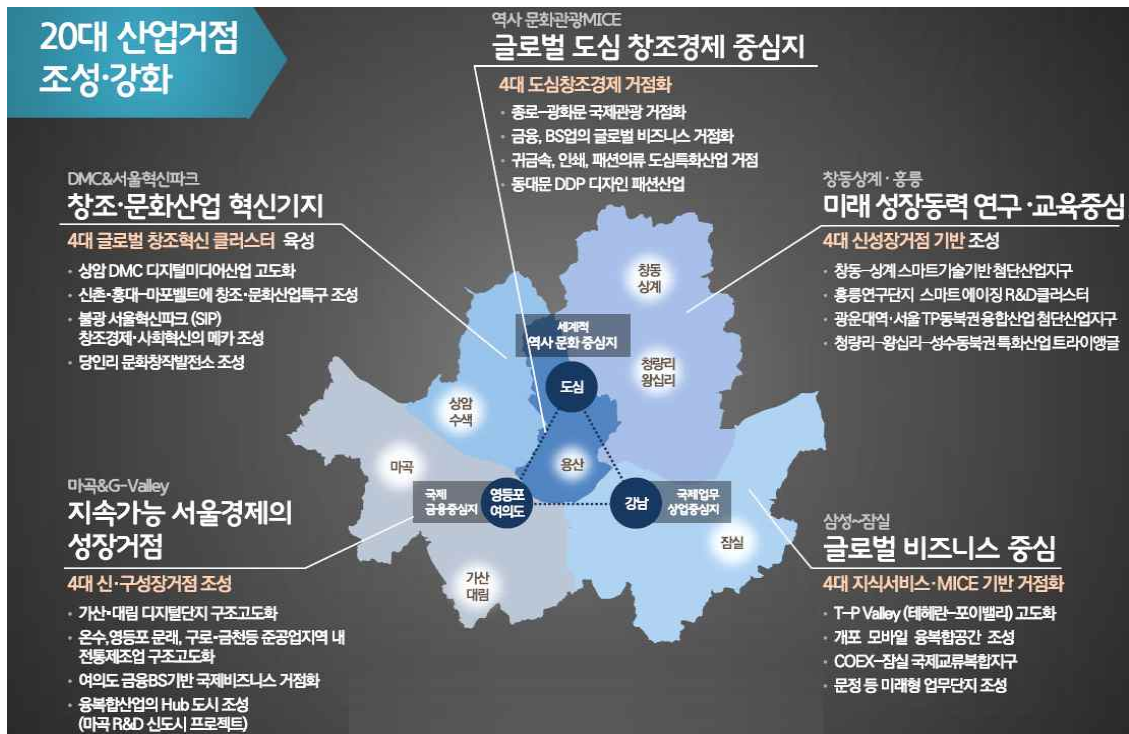 20대 산업거점
조성·강화
역사 문화관광MICE
글로벌 도심 창조경제 중심지
4대 도심창조경제 거점화
• 종로-광화문 국제관광 거점화
• 금융, BS업의 글로벌 비즈니스 거점화
• 귀금속, 인쇄, 패션의류 도심특화산업 거점
• 동대문 DDP 디자인 패션산업
DMC&서울혁신파크
창조·문화산업 혁신기지
4대 글로벌 창조혁신 클러스터 육성
• 상암 DMC 디지털미디어산업 고도화
• 신촌·홍대-마포벨트에 창조·문화산업특구 조성
• 불광 서울혁신파크 (SIP)
창조경제·사회혁신의 메카 조성
• 당인리 문화창작발전소 조성
창동상계·홍릉
미래 성장동력 연구·교육중심
4대 신성장거점 기반 조성
• 창동-상계 스마트기술기반 첨단산업지구
• 홍릉연구단지 스마트에이징 R&D클러스터
• 광운대역·서울 TP동북권 융합산업 첨단산업지구
• 청량리-왕십리-성수동북권 특화산업 트라이앵글
창동
상계
세계적
역사 문화 중심지
청량리
왕십리
도심
상암
수색
마곡
용산
국제
금융중심지
영등포
여의도
강남
국제업무
상업중심지
잠실
가산
대림
마곡&G-Valley
지속가능 서울경제의
성장거점
4대 신·구성장거점 조성
• 가산·대림 디지털단지 구조고도화
• 온수,영등포 문래, 구로·금천등 준공업지역 내
전통제조업 구조고도화
• 여의도 금융BS기반 국제비즈니스 거점화
• 융복합산업의 Hub 도시 조성
(마곡 R&D 신도시 프로젝트)
삼성~잠실
글로벌 비즈니스 중심
4대 지식서비스·MICE 기반 거점화
• T-P Valley (테헤란-포이밸리) 고도화
• 개포 모바일 융복합공간 조성
• COEX-잠실 국제교류복합지구
• 문정 등 미래형 업무단지 조성